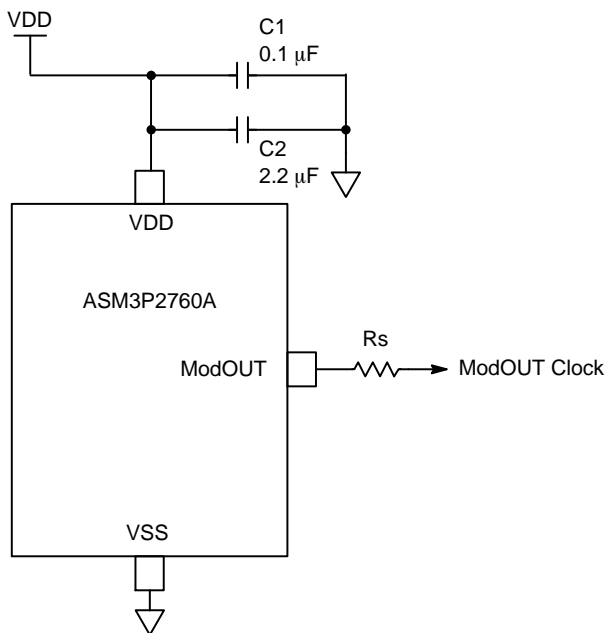 VDD
C1
0.1 μF
C2
2.2 μF
VDD
ASM3P2760A
Rs
ModOUT
ModOUT Clock
VSS